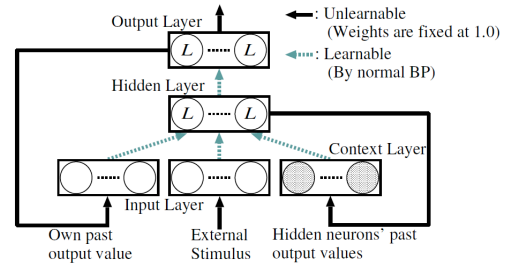 Output Layer
L ...... L
Hidden Layer
L ...... L
Context Layer
...... ...... ......
Input Layer
Own past
output value
External
Stimulus
Hidden neurons' past
output values
: Unlearnable
(Weights are fixed at 1.0)
: Learnable
(By normal BP)